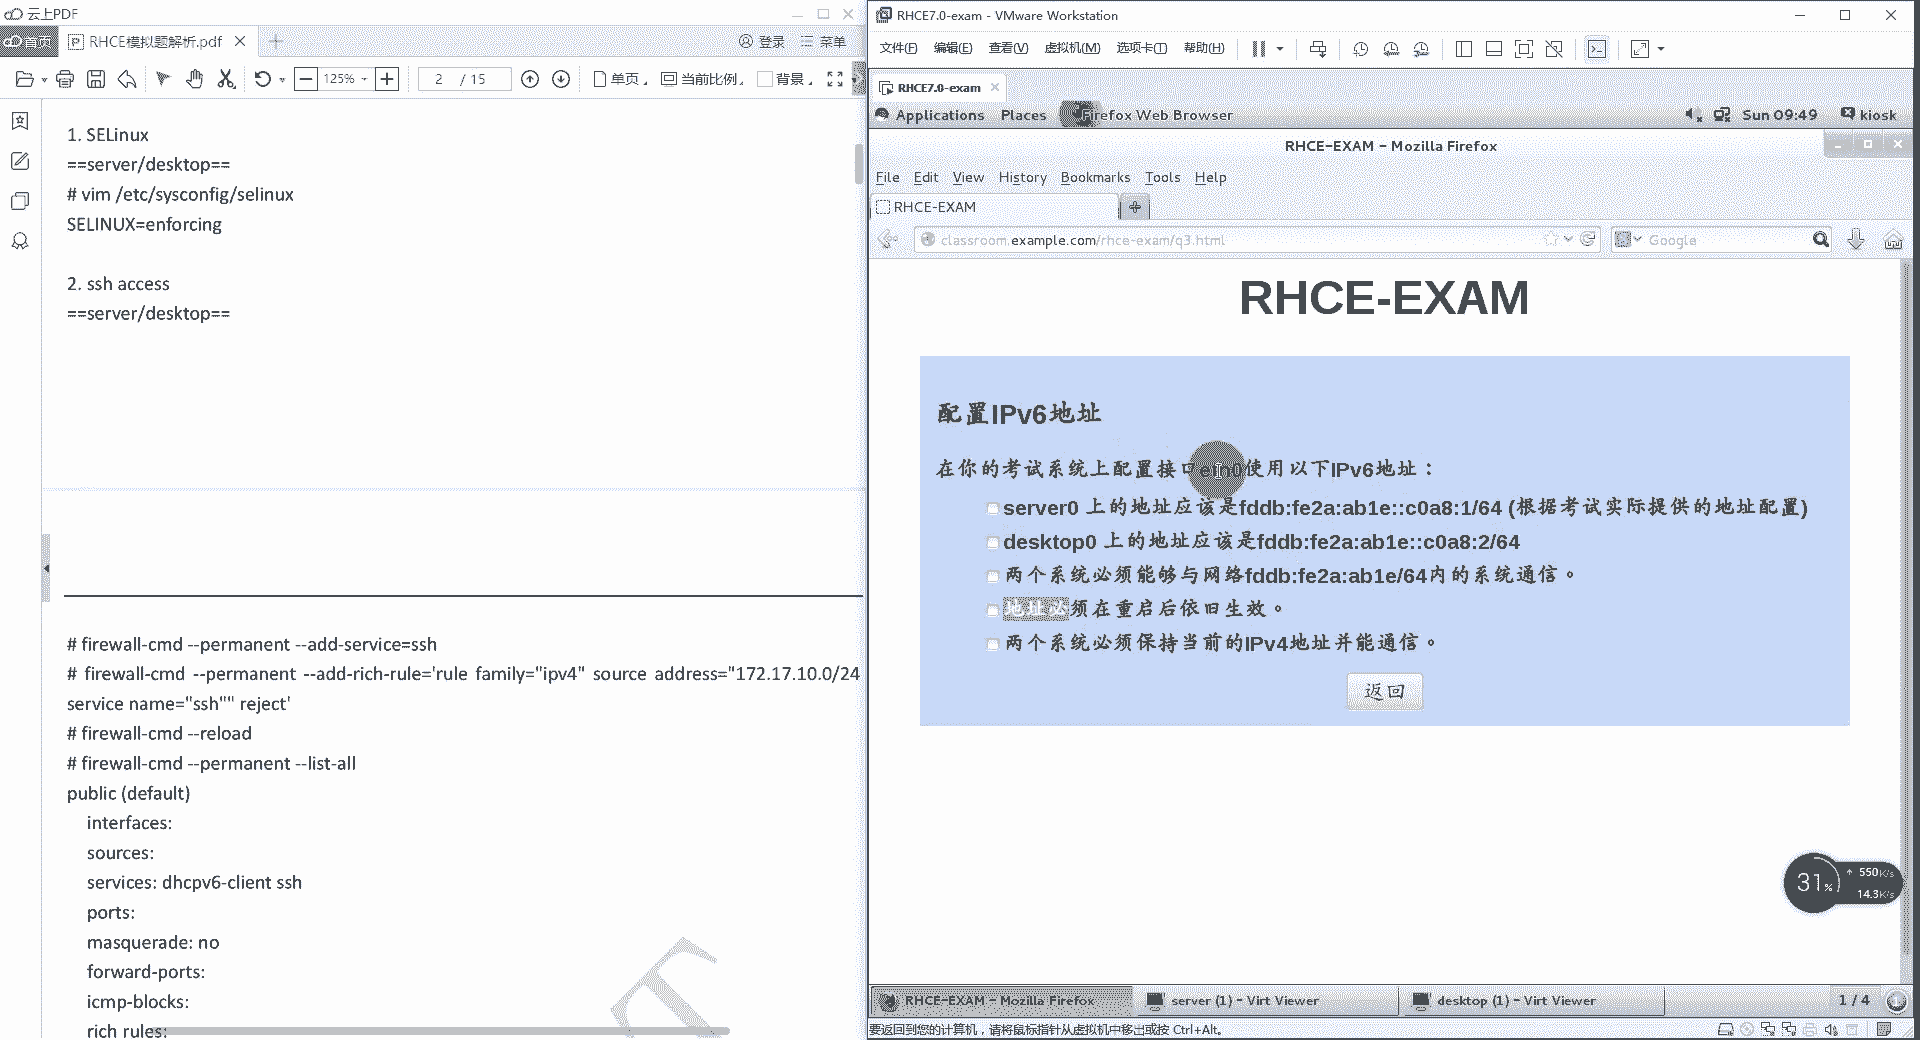 云上PDF
首页
RHCE模拟题解析.pdf
登录
菜单
125%
2 / 15
单页
当前比例
背景
1. SELinux
==server/desktop==
# vim /etc/sysconfig/selinux
SELINUX=enforcing
2. ssh access
==server/desktop==
# firewall-cmd --permanent --add-service=ssh
# firewall-cmd --permanent --add-rich-rule='rule family="ipv4" source address="172.17.10.0/24
service name="ssh"" reject'
# firewall-cmd --reload
# firewall-cmd --permanent --list-all
public (default)
interfaces:
sources:
services: dhcpv6-client ssh
ports:
masquerade: no
forward-ports:
icmp-blocks:
rich rules:
RHCE7.0-exam - VMware Workstation
文件(F) 编辑(E) 查看(V) 虚拟机(M) 选项卡(T) 帮助(H)
RHCE7.0-exam
Applications Places Firefox Web Browser
Sun 09:49 kiosk
RHCE-EXAM - Mozilla Firefox
File Edit View History Bookmarks Tools Help
RHCE-EXAM
classroom.example.com/rhce-exam/q3.html
Google
RHCE-EXAM
配置IPv6地址
在你的考试系统上配置接口eth0使用以下IPv6地址：
server0 上的地址应该是fddb:fe2a:ab1e::c0a8:1/64 (根据考试实际提供的地址配置)
desktop0 上的地址应该是fddb:fe2a:ab1e::c0a8:2/64
两个系统必须能够与网络fddb:fe2a:ab1e/64内的系统通信。
地址必须在重启后依旧生效。
两个系统必须保持当前的IPv4地址并能通信。
返回
31%
550K/s
14.3K/s
RHCE-EXAM - Mozilla Firefox
server (1) - Virt Viewer
desktop (1) - Virt Viewer
1 / 4
要返回到您的计算机，请将鼠标指针从虚拟机中移出或按 Ctrl+Alt。